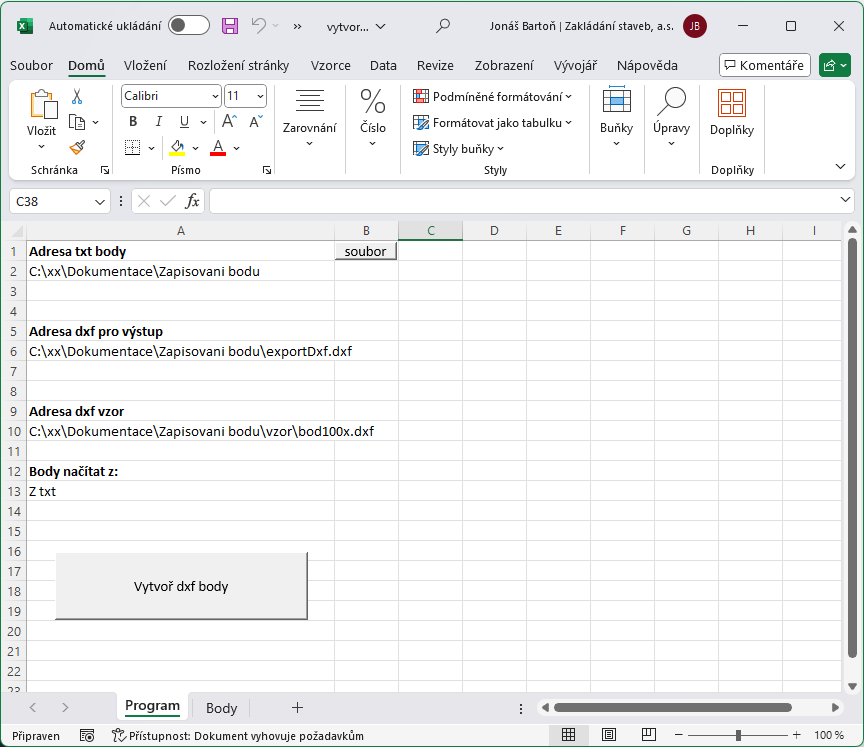 Automatické ukládání
vytvor...
Jonáš Bartoň | Zakládání staveb, a.s.
JB
Soubor Domů Vložení Rozložení stránky Vzorce Data Revize Zobrazení Vývojář Nápověda Komentáře
Vložit
Schránka
Calibri 11
B I U A A
A
Písmo
Zarovnání
%
Číslo
Podmíněné formátování
Formátovat jako tabulku
Styly buňky
Styly
Buňky
Úpravy
Doplňky
Doplňky
C38 fx
A B C D E F G H I
1 Adresa txt body soubor
2 C:\xx\Dokumentace\Zapisovani bodu
3
4
5 Adresa dxf pro výstup
6 C:\xx\Dokumentace\Zapisovani bodu\exportDxf.dxf
7
8
9 Adresa dxf vzor
10 C:\xx\Dokumentace\Zapisovani bodu\vzor\bod100x.dxf
11
12 Body načítat z:
13 Z txt
14
15
16
17
Vytvoř dxf body
18
19
20
21
22
23
Program Body
Připraven
Přístupnost: Dokument vyhovuje požadavkům
100 %